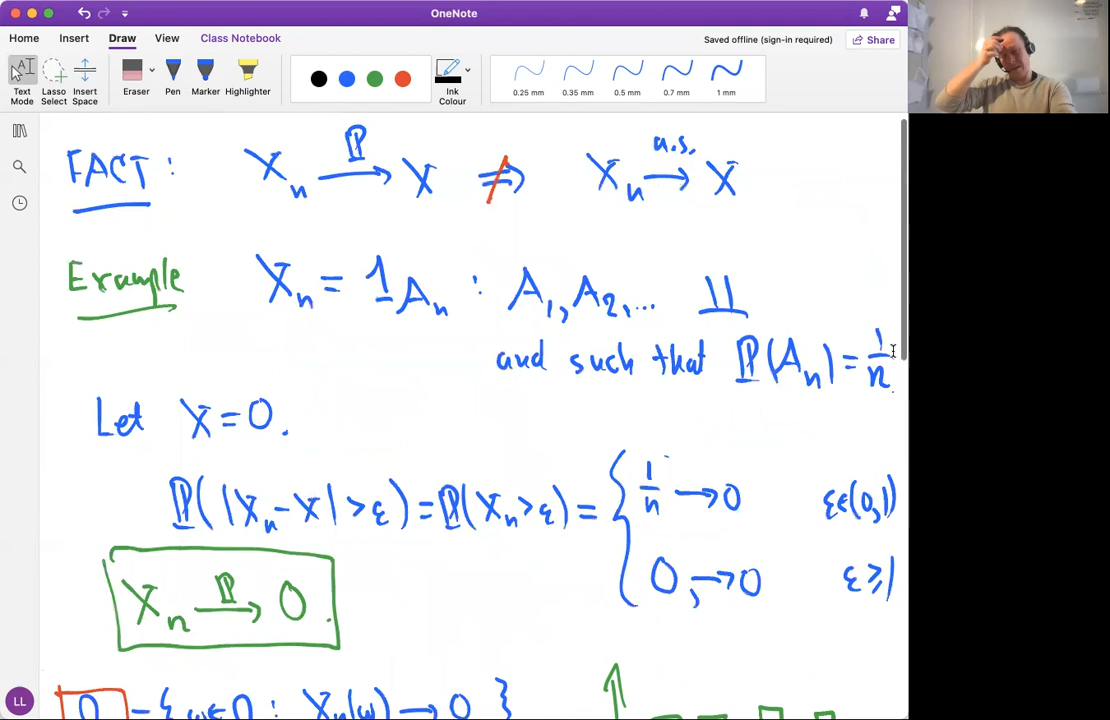 OneNote
Home Insert Draw View Class Notebook
Saved offline (sign-in required) Share
Text Mode Lasso Select Insert Space Eraser Pen Marker Highlighter Ink Colour 0.25 mm 0.35 mm 0.5 mm 0.7 mm 1 mm
FACT: Xₙ —ℙ→ X ⇏ Xₙ —a.s.→ X
Example Xₙ = 1Aₙ : A₁, A₂, ... ⫫
and such that ℙ(Aₙ) = 1/n
Let X = 0.
ℙ(|Xₙ - X| > ε) = ℙ(Xₙ > ε) = { 1/n → 0 ε∈(0,1)
0, → 0 ε ≥ 1
Xₙ —ℙ→ 0.
Ω = { ω∈Ω : Xₙ(ω) → 0 }
LL